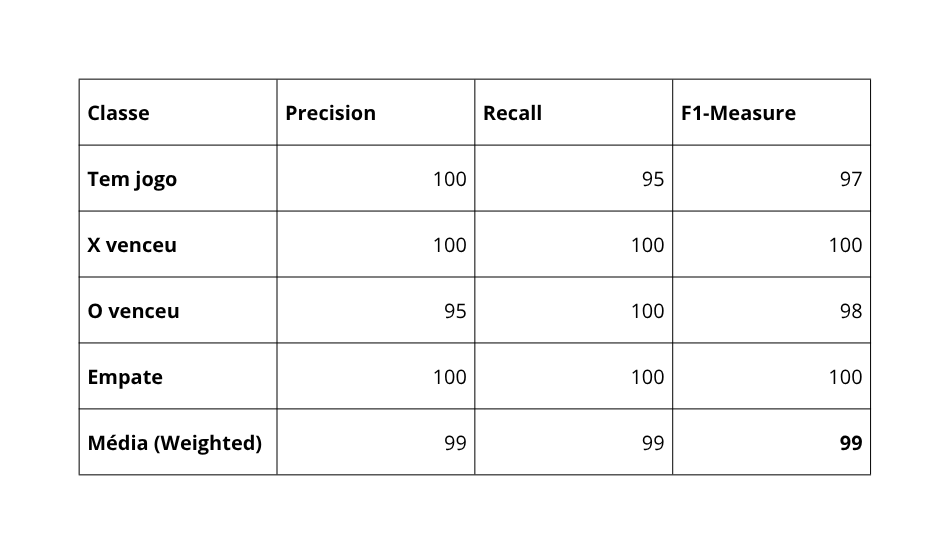 Classe Precision Recall F1-Measure
Tem jogo 100 95 97
X venceu 100 100 100
O venceu 95 100 98
Empate 100 100 100
Média (Weighted) 99 99 99